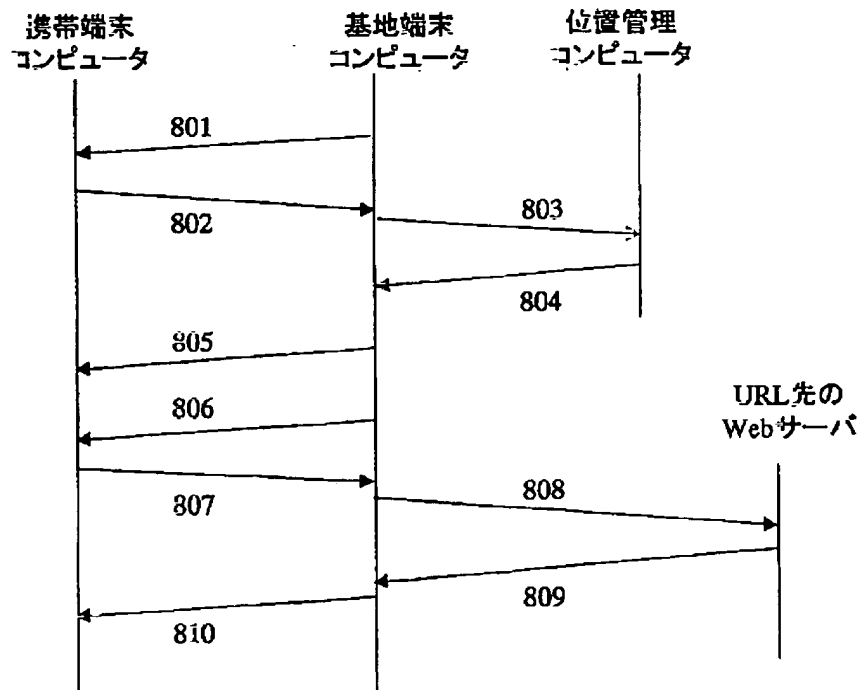 携帯端末
コンピュータ
基地端末
コンピュータ
位置管理
コンピュータ
801
802
803
804
805
806
URL先の
Webサーバ
807
808
809
810